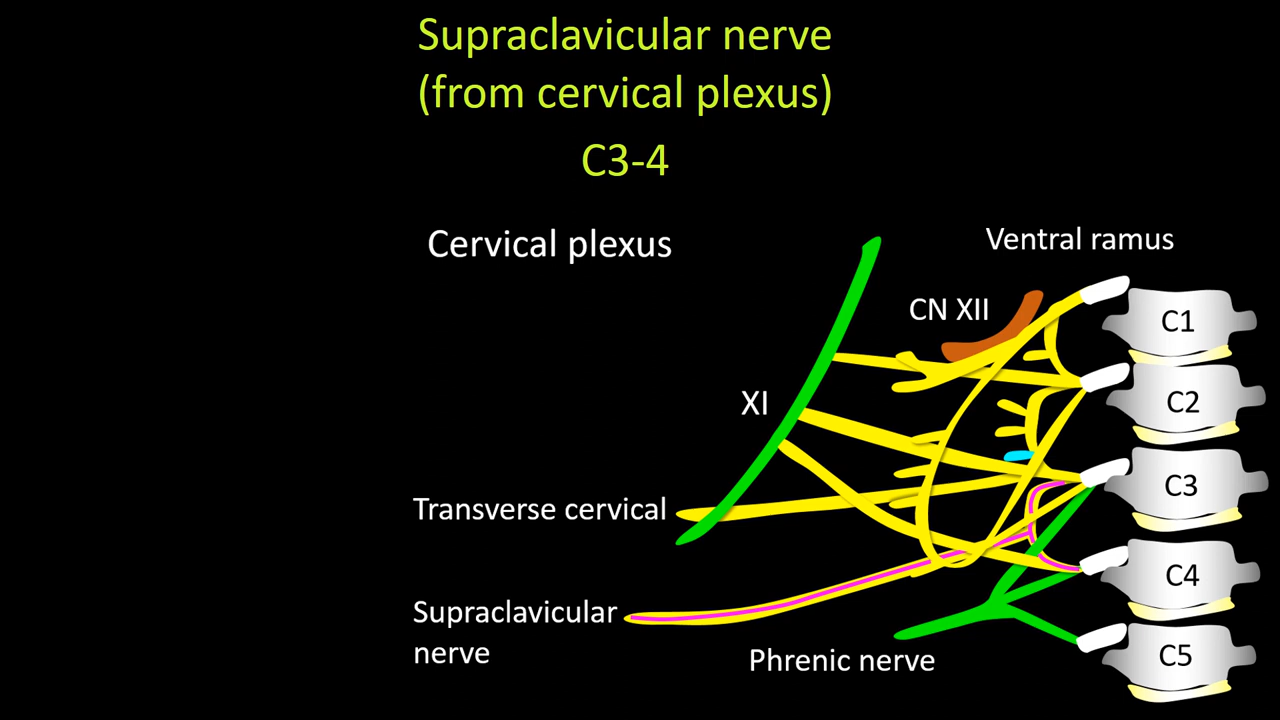 Supraclavicular nerve
(from cervical plexus)
C3-4
Cervical plexus
Ventral ramus
CN XII
C1
XI
C2
C3
Transverse cervical
C4
Supraclavicular
nerve
Phrenic nerve
C5